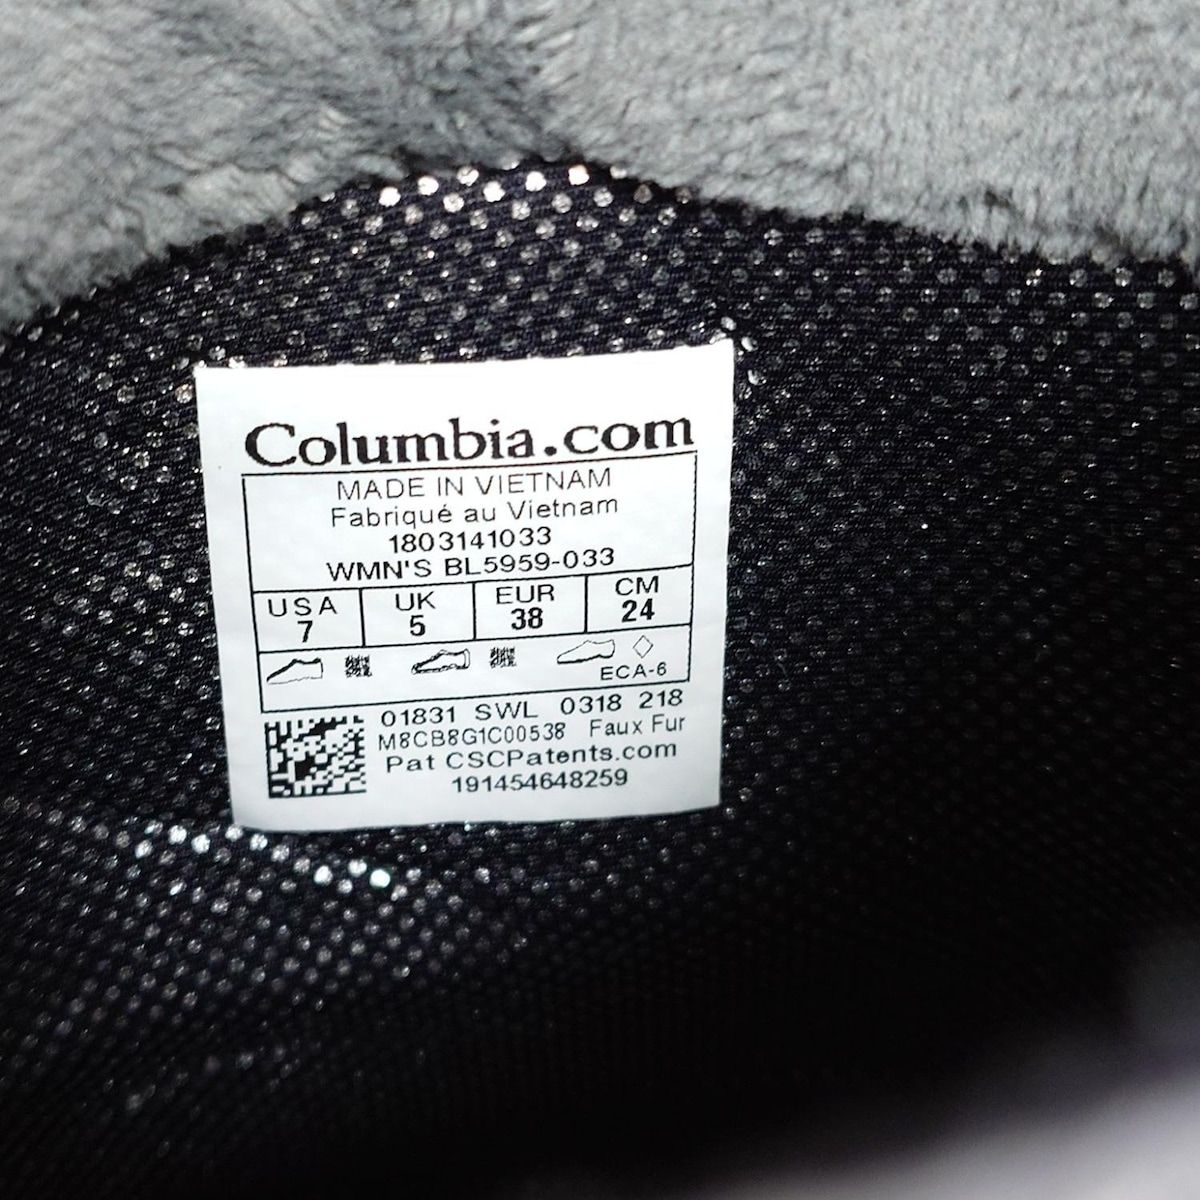 Columbia.com
MADE IN VIETNAM
Fabriqué au Vietnam
1803141033
WMN'S BL5959-033
USA UK EUR CM
7 5 38 24
ECA-6
01831 SWL 0318 218
M8CB8G1C00538 Faux Fur
Pat CSCPatents.com
191454648259